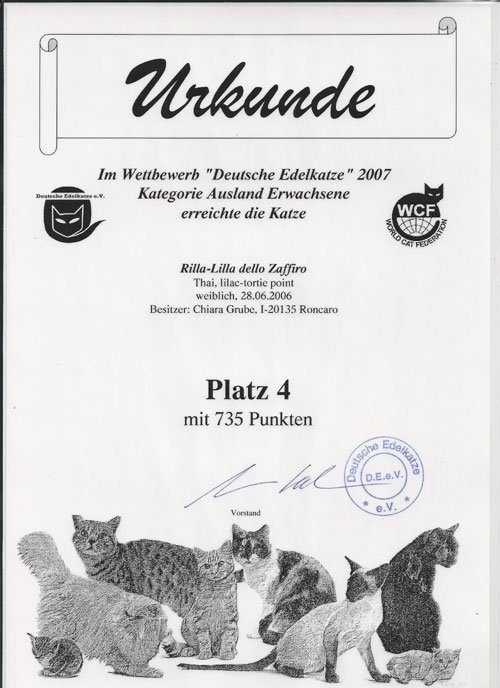 Urkunde
Im Wettbewerb "Deutsche Edelkatze" 2007
Kategorie Ausland Erwachsene
erreichte die Katze
Deutsche Edelkatze e.V.
WCF
WORLD CAT FEDERATION
Rilla-Lilla dello Zaffiro
Thai, lilac-tortie point
weiblich, 28.06.2006
Besitzer: Chiara Grube, I-20135 Roncaro
Platz 4
mit 735 Punkten
Deutsche Edelkatze
D.E.e.V.
* e.V. *
Vorstand